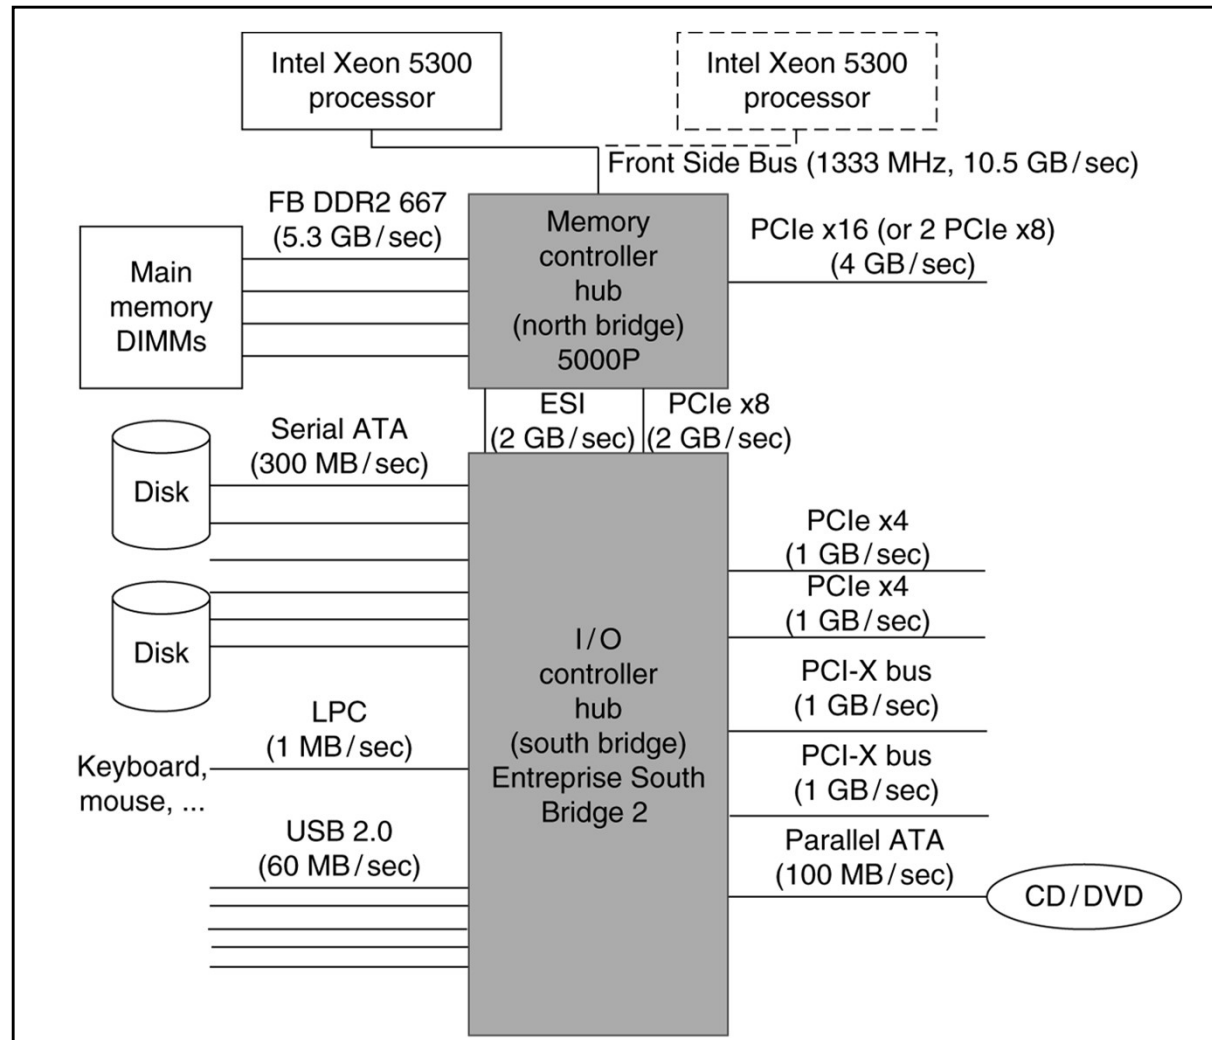 Intel Xeon 5300
processor
Intel Xeon 5300
processor
Front Side Bus (1333 MHz, 10.5 GB/sec)
FB DDR2 667
(5.3 GB/sec)
Main
memory
DIMMs
Memory
controller
hub
(north bridge)
5000P
PCIe x16 (or 2 PCIe x8)
(4 GB/sec)
ESI
(2 GB/sec)
PCIe x8
(2 GB/sec)
Serial ATA
(300 MB/sec)
Disk
Disk
LPC
(1 MB/sec)
Keyboard,
mouse, ...
USB 2.0
(60 MB/sec)
I/O
controller
hub
(south bridge)
Entreprise South
Bridge 2
PCIe x4
(1 GB/sec)
PCIe x4
(1 GB/sec)
PCI-X bus
(1 GB/sec)
PCI-X bus
(1 GB/sec)
Parallel ATA
(100 MB/sec)
CD/DVD